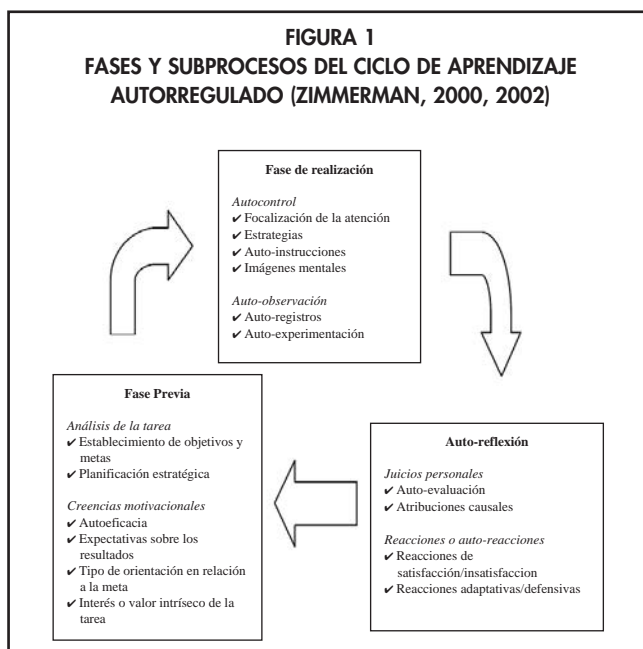 FIGURA 1
FASES Y SUBPROCESOS DEL CICLO DE APRENDIZAJE
AUTORREGULADO (ZIMMERMAN, 2000, 2002)
Fase de realización
Autocontrol
✔ Focalización de la atención
✔ Estrategias
✔ Auto-instrucciones
✔ Imágenes mentales
Auto-observación
✔ Auto-registros
✔ Auto-experimentación
Fase Previa
Análisis de la tarea
✔ Establecimiento de objetivos y
metas
✔ Planificación estratégica
Creencias motivacionales
✔ Autoeficacia
✔ Expectativas sobre los
resultados
✔ Tipo de orientación en relación
a la meta
✔ Interés o valor intríseco de la
tarea
Auto-reflexión
Juicios personales
✔ Auto-evaluación
✔ Atribuciones causales
Reacciones o auto-reacciones
✔ Reacciones de
satisfacción/insatisfaccion
✔ Reacciones adaptativas/defensivas